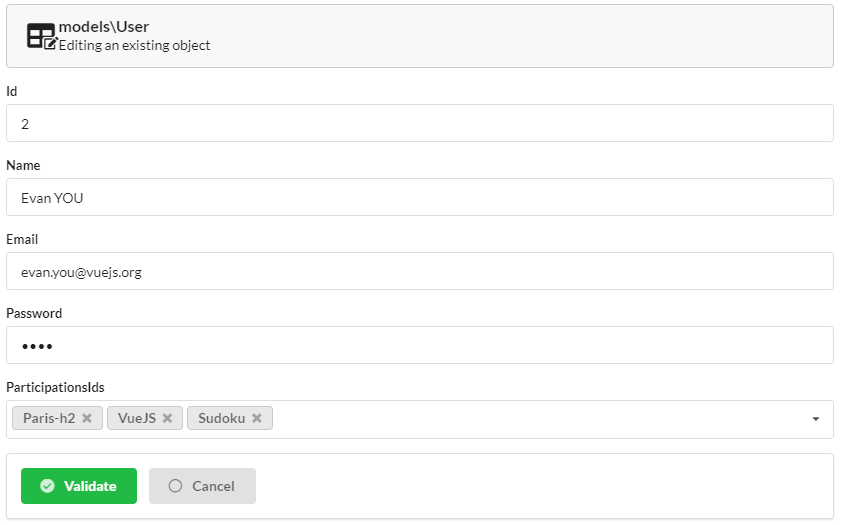 models\User
Editing an existing object
Id
2
Name
Evan YOU
Email
evan.you@vuejs.org
Password
••••
ParticipationsIds
Paris-h2 VueJS Sudoku
Validate Cancel